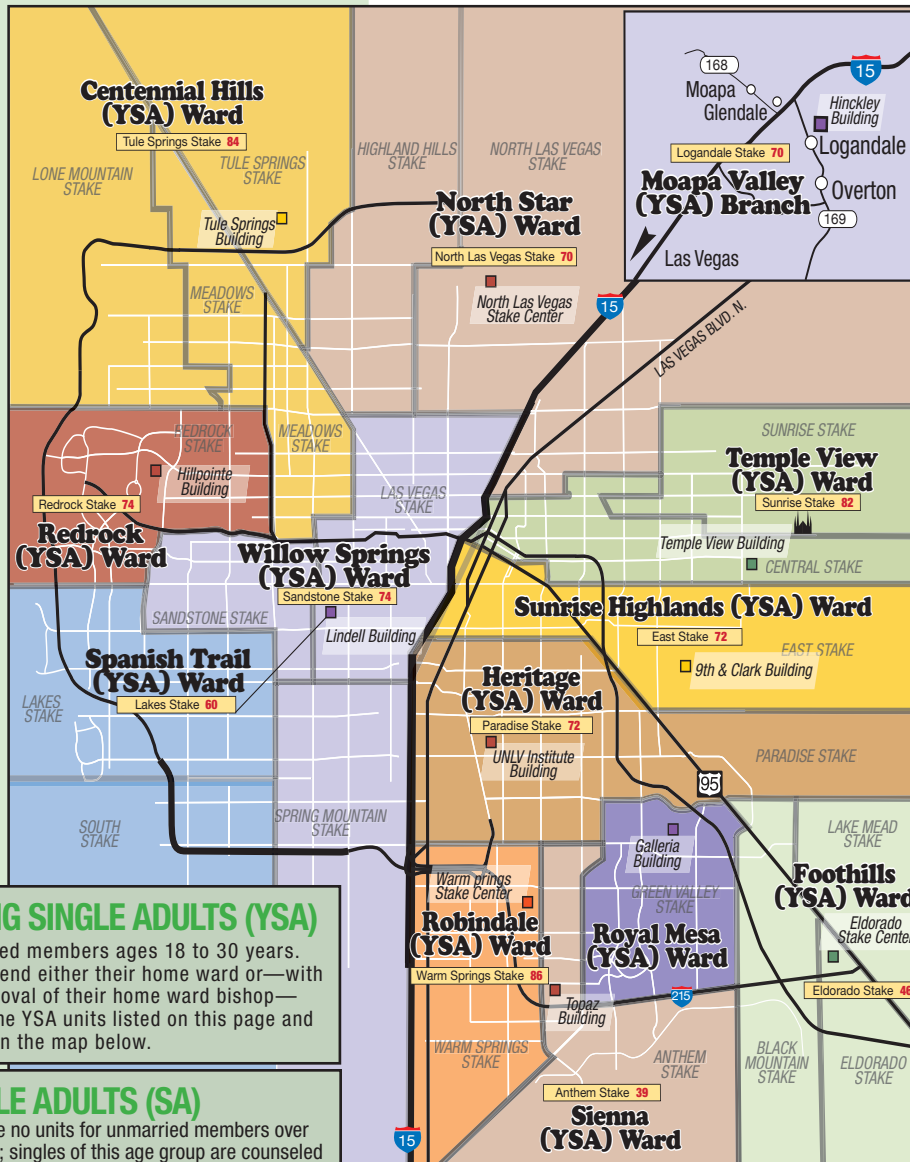 168
15
Moapa
Glendale
Hinckley
Building
Logandale Stake 70
Logandale
Moapa Valley
(YSA) Branch
Overton
169
Las Vegas
Centennial Hills
(YSA) Ward
Tule Springs Stake 84
LONE MOUNTAIN
STAKE
TULE SPRINGS
STAKE
HIGHLAND HILLS
STAKE
NORTH LAS VEGAS
STAKE
Tule Springs
Building
North Star
(YSA) Ward
North Las Vegas Stake 70
North Las Vegas
Stake Center
15
LAS VEGAS BLVD. N.
MEADOWS
STAKE
REDROCK
STAKE
MEADOWS
STAKE
Hillpointe
Building
Redrock Stake 74
Redrock
(YSA) Ward
LAS VEGAS
STAKE
SUNRISE STAKE
Temple View
(YSA) Ward
Sunrise Stake 82
Temple View Building
CENTRAL STAKE
Willow Springs
(YSA) Ward
Sandstone Stake 74
SANDSTONE STAKE
Lindell Building
Sunrise Highlands (YSA) Ward
East Stake 72
EAST STAKE
9th & Clark Building
Spanish Trail
(YSA) Ward
Lakes Stake 60
LAKES
STAKE
Heritage
(YSA) Ward
Paradise Stake 72
UNLV Institute
Building
PARADISE STAKE
95
SOUTH
STAKE
SPRING MOUNTAIN
STAKE
Galleria
Building
LAKE MEAD
STAKE
Warm prings
Stake Center
GREEN VALLEY
STAKE
Foothills
(YSA) Ward
Eldorado
Stake Center
Eldorado Stake 46
Robindale
(YSA) Ward
Warm Springs Stake 86
Royal Mesa
(YSA) Ward
215
Topaz
Building
WARM SPRINGS
STAKE
ANTHEM
STAKE
BLACK
MOUNTAIN
STAKE
ELDORADO
STAKE
Anthem Stake 39
Sienna
(YSA) Ward
15
NG SINGLE ADULTS (YSA)
ed members ages 18 to 30 years.
end either their home ward or—with
roval of their home ward bishop—
he YSA units listed on this page and
n the map below.
LE ADULTS (SA)
e no units for unmarried members over
; singles of this age group are counseled